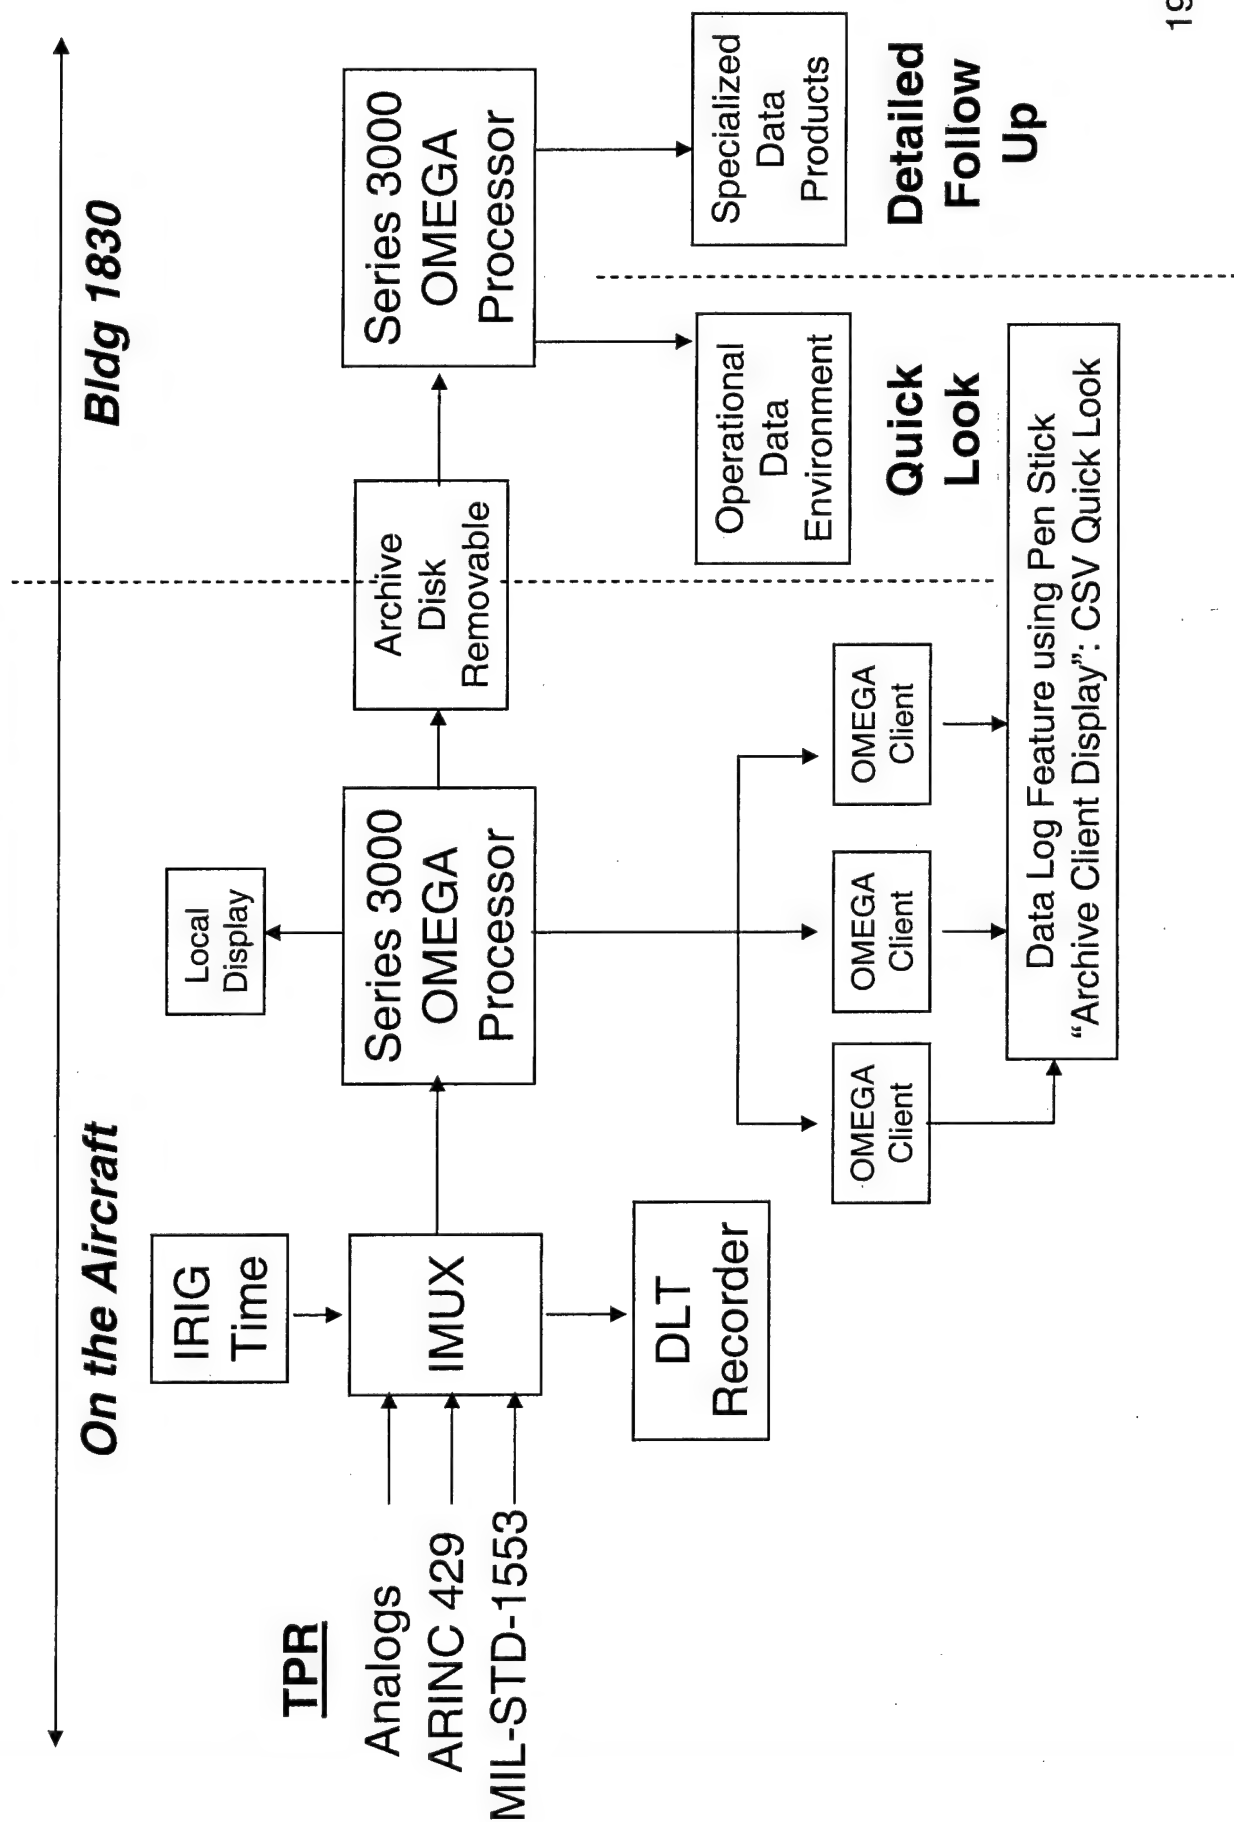 On the Aircraft
Bldg 1830
TPR
Analogs
ARINC 429
MIL-STD-1553
IRIG
Time
IMUX
DLT
Recorder
Local
Display
Series 3000
OMEGA
Processor
Archive
Disk
Removable
Series 3000
OMEGA
Processor
OMEGA
Client
OMEGA
Client
OMEGA
Client
Operational
Data
Environment
Specialized
Data
Products
Quick
Look
Detailed
Follow
Up
Data Log Feature using Pen Stick
“Archive Client Display”: CSV Quick Look
19